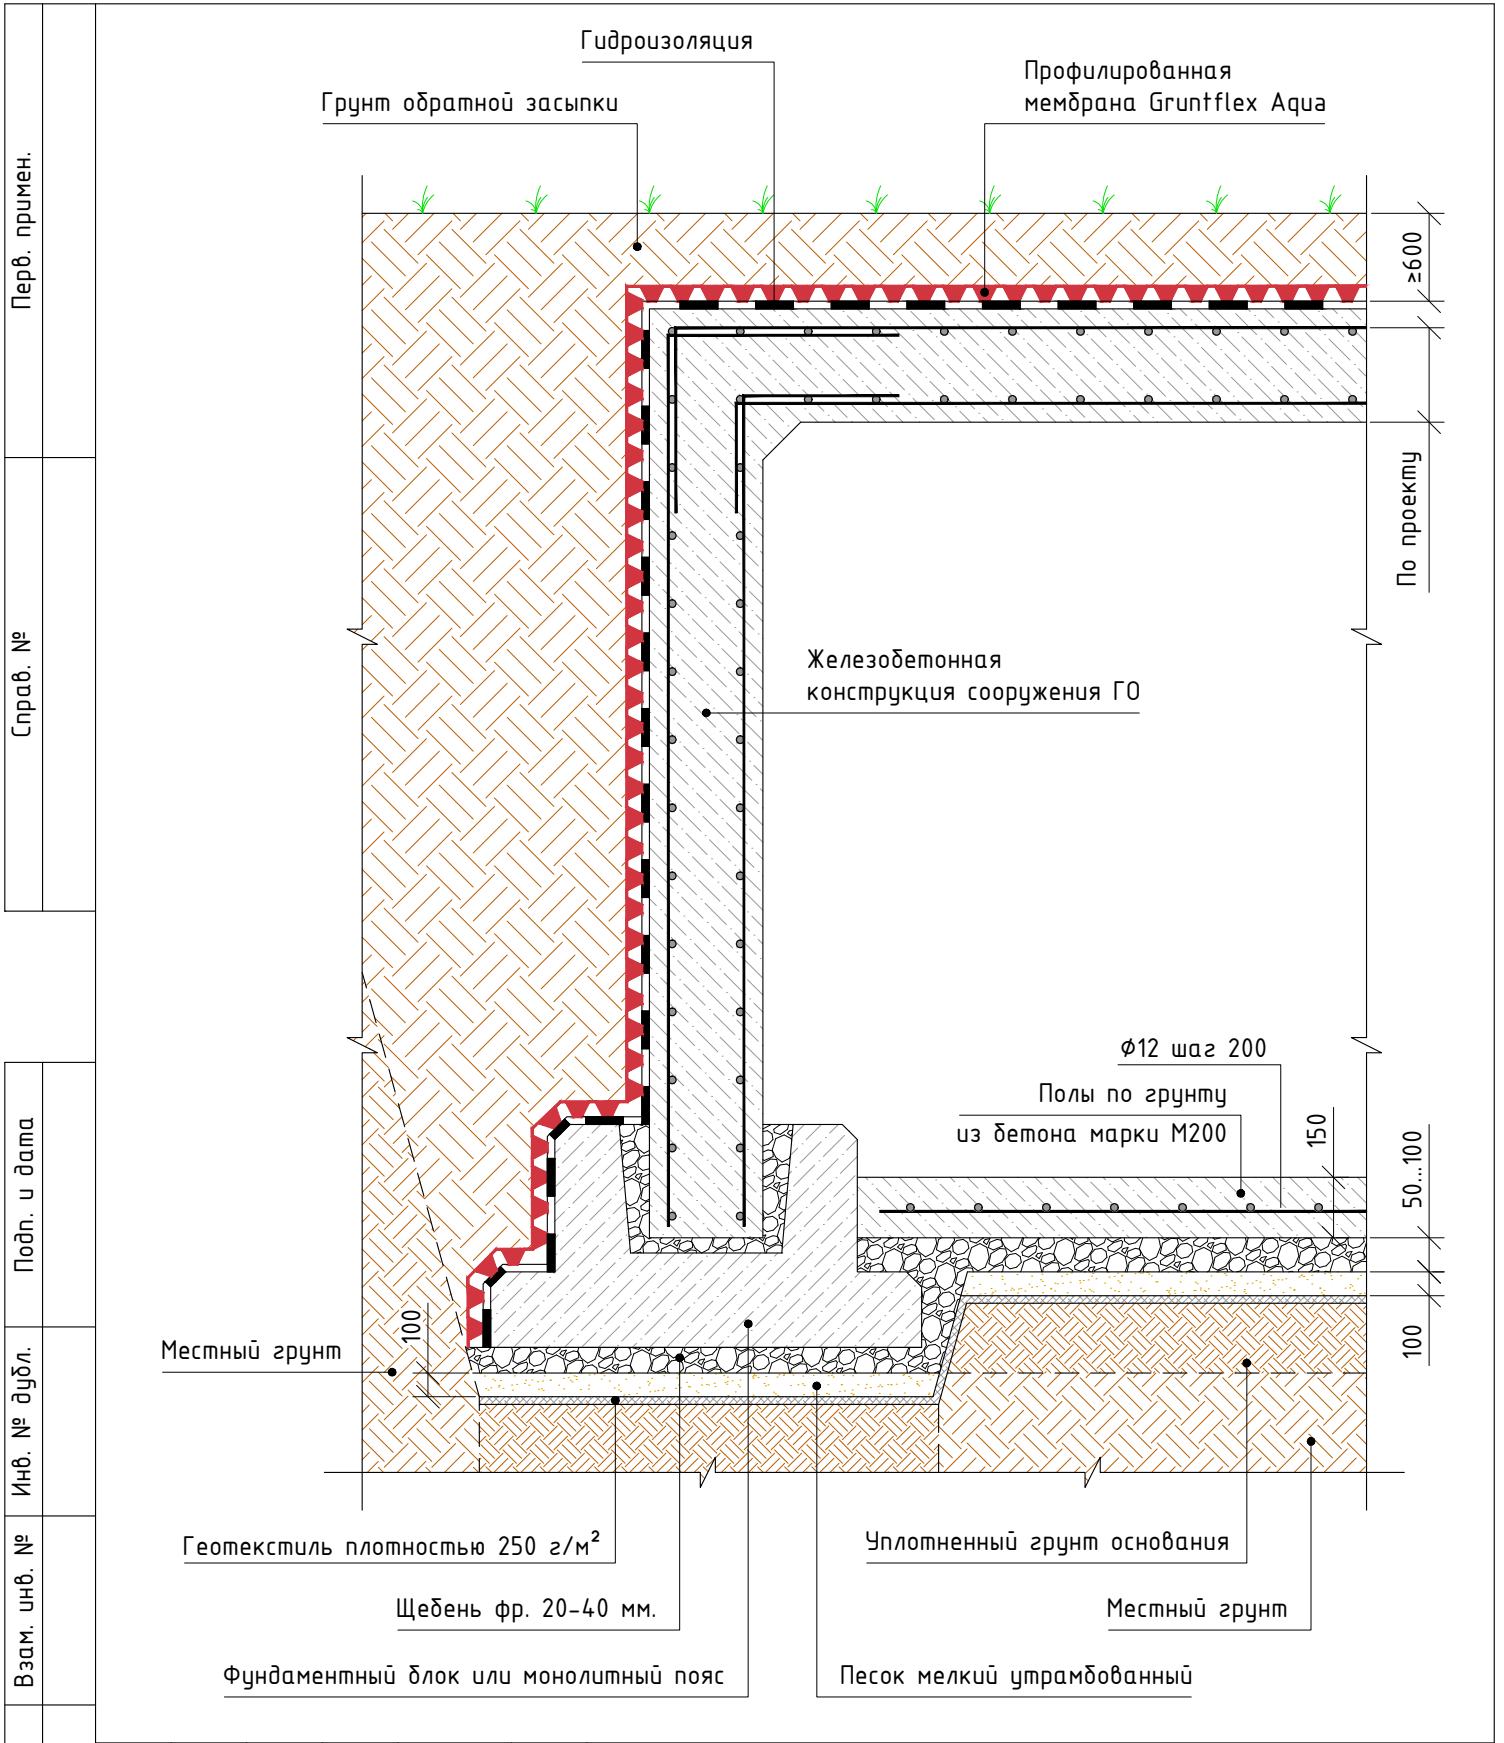 Гидроизоляция
Профилированная
мембрана Gruntflex Aqua
Грунт обратной засыпки
≥600
По проекту
Железобетонная
конструкция сооружения ГО
Ф12 шаг 200
Полы по грунту
из бетона марки М200
150
50...100
100
100
Местный грунт
Геотекстиль плотностью 250 г/м²
Уплотненный грунт основания
Щебень фр. 20-40 мм.
Местный грунт
Фундаментный блок или монолитный пояс
Песок мелкий утрамбованный
Перв. примен.
Справ. №
Подп. и дата
Инв. № дубл.
Взам. инв. №